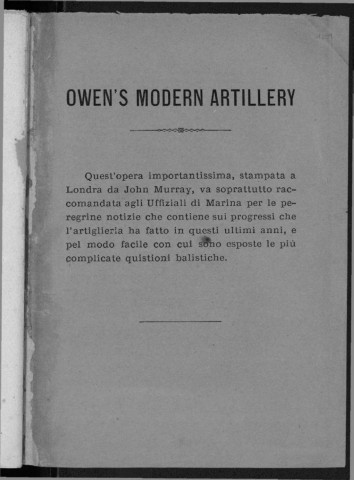 OWEN'S MODERN ARTILLERY
Quest'opera importantissima, stampata a
Londra da John Murray, va soprattutto rac-
comandata agli Uffiziali di Marina per le pe-
regrine notizie che contiene sui progressi che
l'artiglieria ha fatto in questi ultimi anni, e
pel modo facile con cui sono esposte le più
complicate quistioni balistiche.